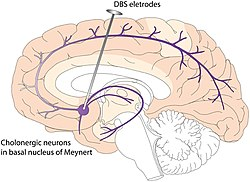 DBS eletrodes
Cholonergic neurons
in basal nucleus of Meynert